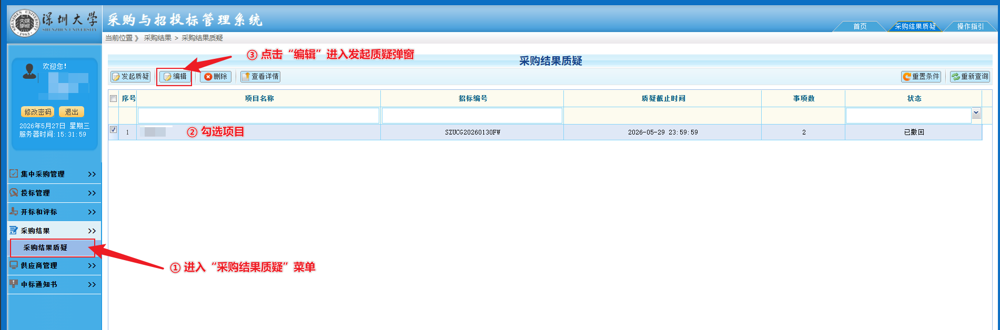 深圳大学
SHENZHEN UNIVERSITY
采购与招投标管理系统
首页 采购结果质疑 操作指引
当前位置 》 采购结果 > 采购结果质疑
欢迎您!
修改密码 退出
2026年5月27日 星期三
服务器时间:15:31:59
集中采购管理 >>
投标管理 >>
开标和评标 >>
采购结果 >>
采购结果质疑
供应商管理 >>
中标通知书 >>
③ 点击“编辑”进入发起质疑弹窗
采购结果质疑
发起质疑 编辑 删除 查看详情 重置条件 重新查询
序号 项目名称 招标编号 质疑截止时间 事项数 状态
1 ② 勾选项目 SZUCG20260130FW 2026-05-29 23:59:59 2 已撤回
① 进入“采购结果质疑”菜单